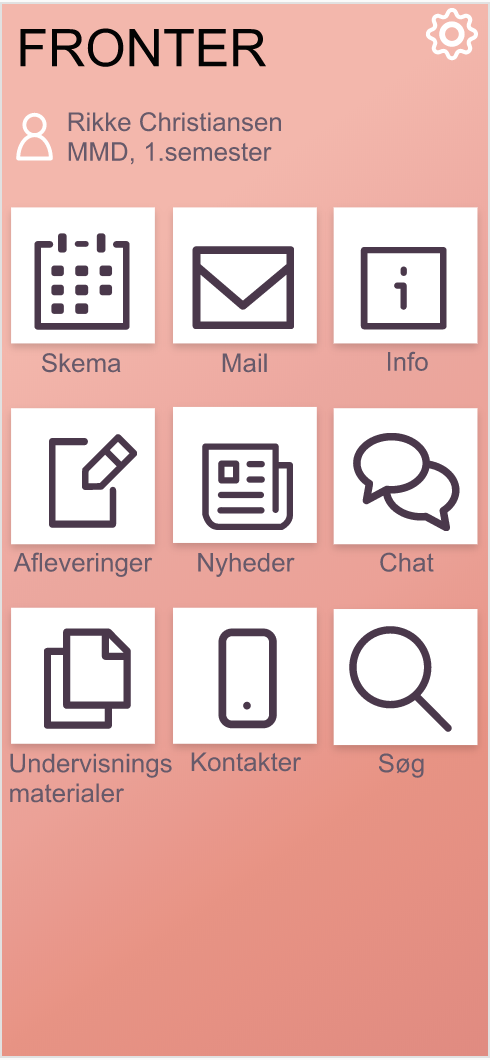 FRONTER
Rikke Christiansen
MMD, 1.semester
Skema
Mail
Info
Afleveringer
Nyheder
Chat
Undervisnings
materialer
Kontakter
Søg